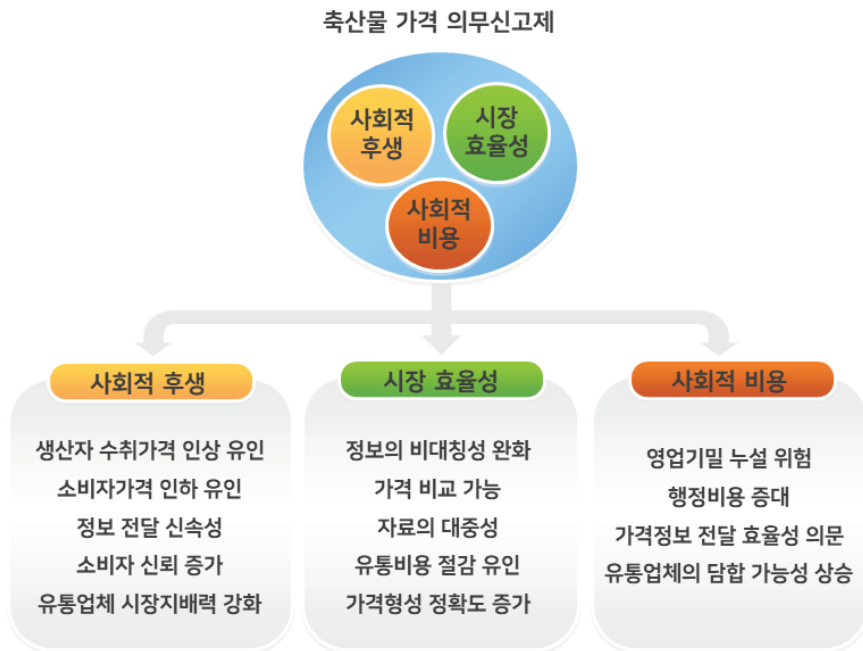 축산물 가격 의무신고제
사회적
후생
시장
효율성
사회적
비용
사회적 후생
생산자 수취가격 인상 유인
소비자가격 인하 유인
정보 전달 신속성
소비자 신뢰 증가
유통업체 시장지배력 강화
시장 효율성
정보의 비대칭성 완화
가격 비교 가능
자료의 대중성
유통비용 절감 유인
가격형성 정확도 증가
사회적 비용
영업기밀 누설 위험
행정비용 증대
가격정보 전달 효율성 의문
유통업체의 담합 가능성 상승